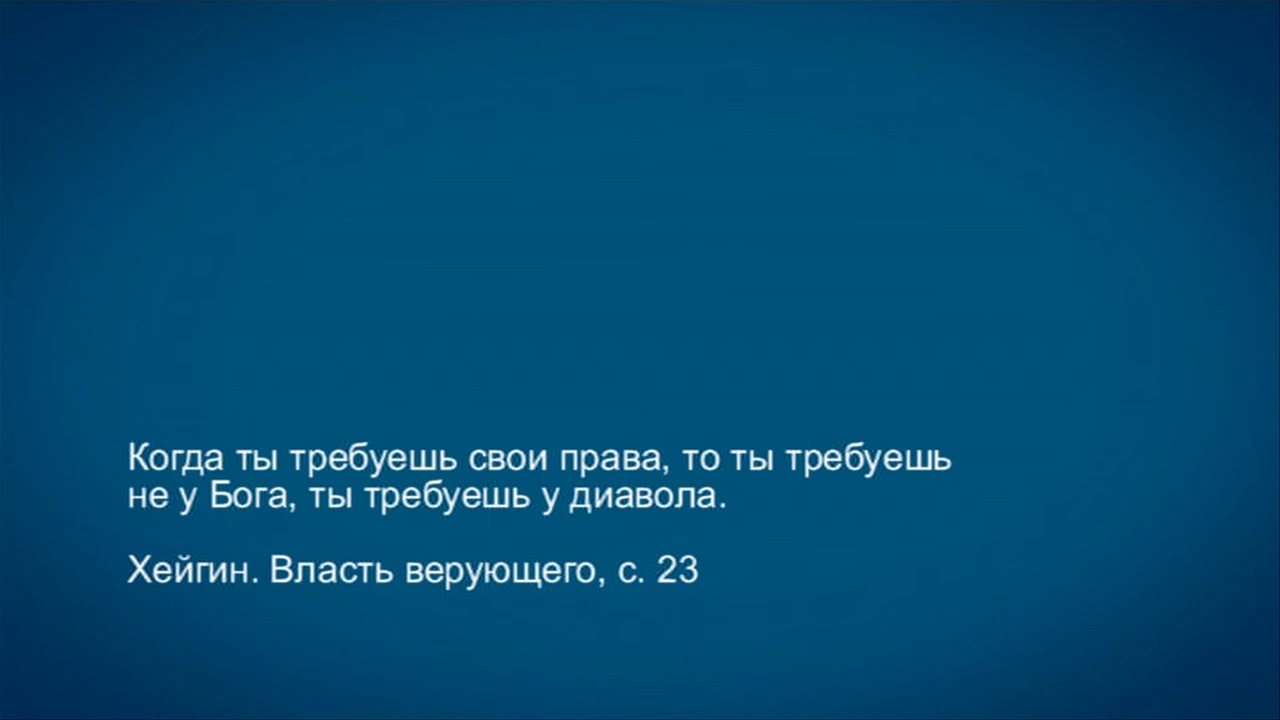 Когда ты требуешь свои права, то ты требуешь
не у Бога, ты требуешь у диавола.
Хейгин. Власть верующего, с. 23